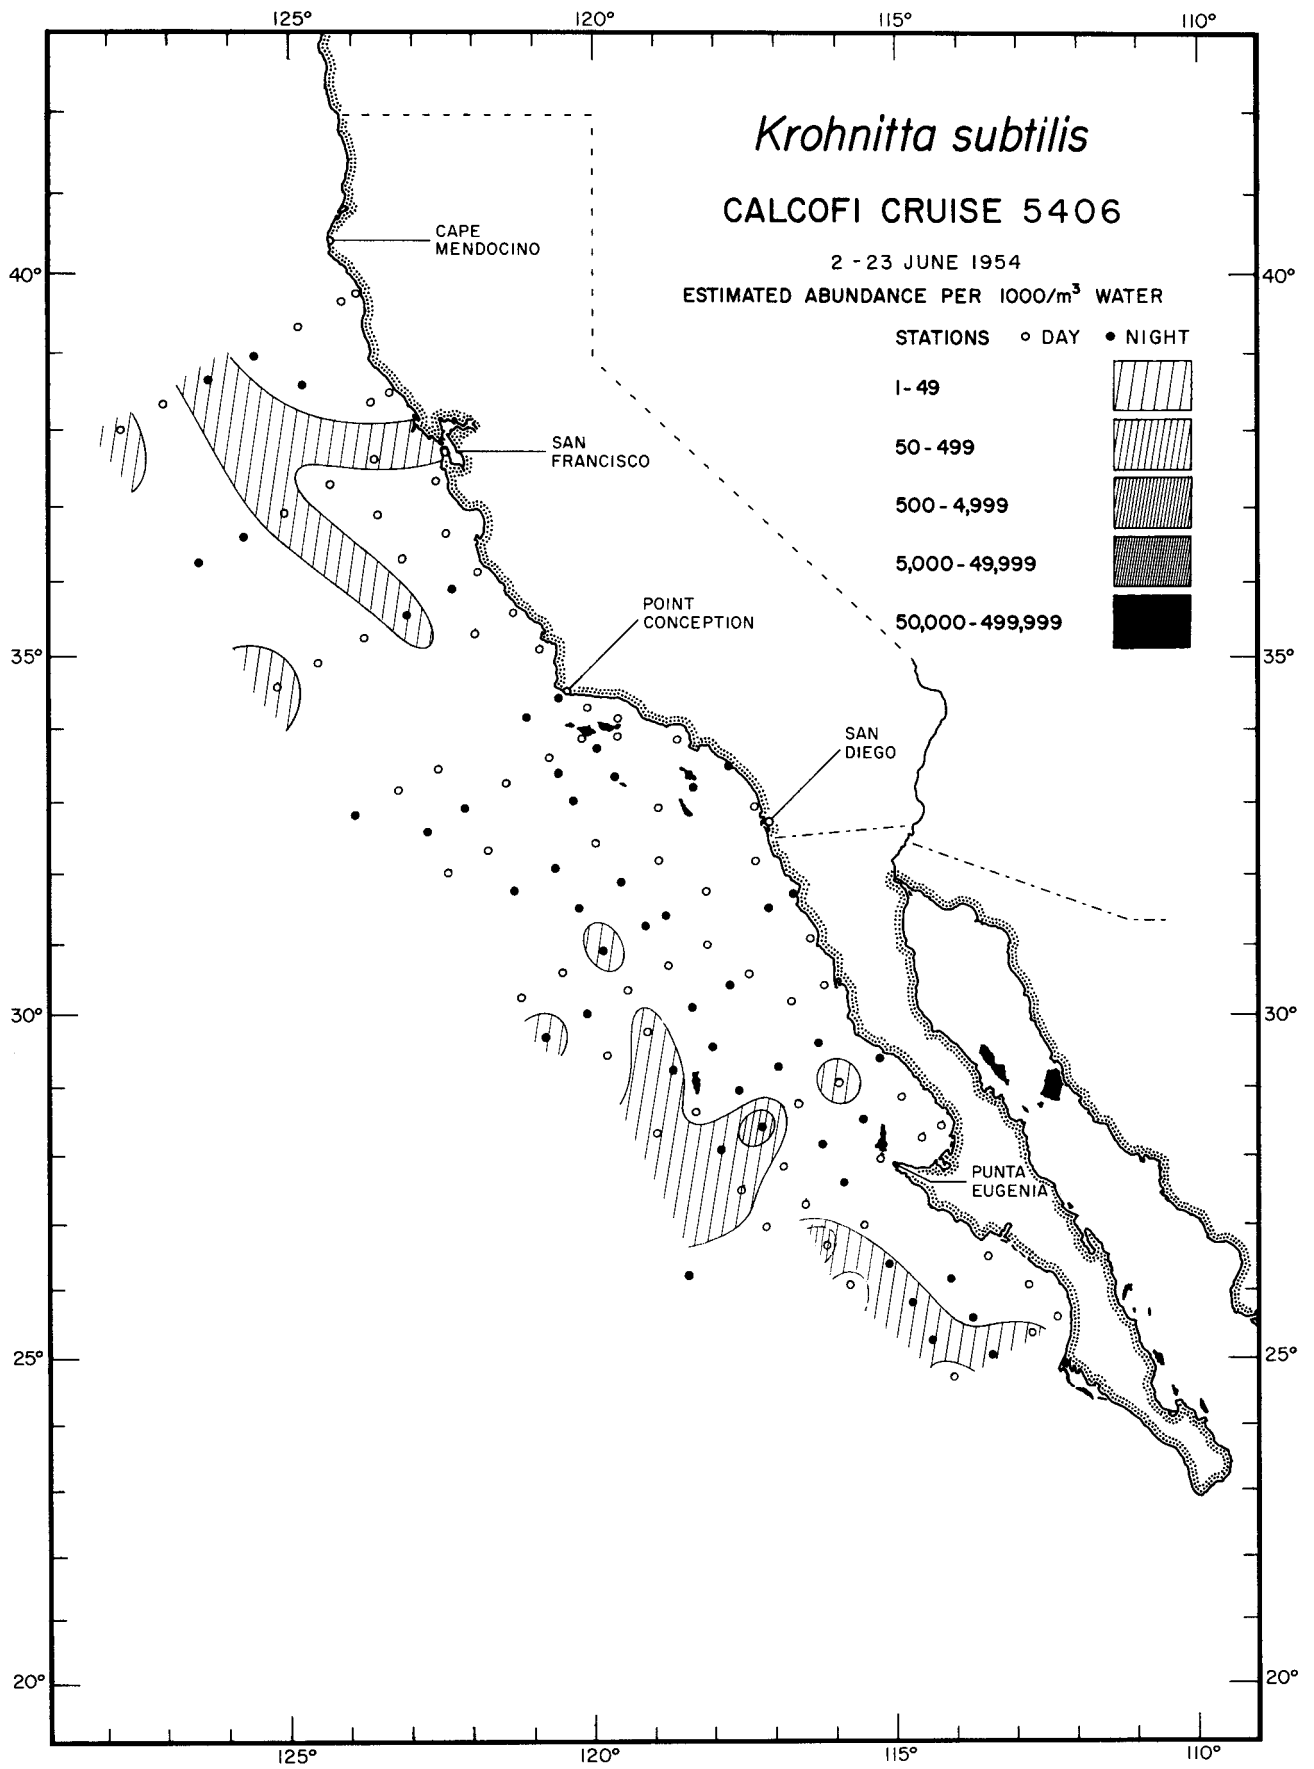 125° 120° 115° 110°
Krohnitta subtilis
CALCOFI CRUISE 5406
2 - 23 JUNE 1954
ESTIMATED ABUNDANCE PER 1000/m³ WATER
STATIONS ○ DAY ● NIGHT
1 - 49
50 - 499
500 - 4,999
5,000 - 49,999
50,000 - 499,999
CAPE
MENDOCINO
40° 40°
SAN
FRANCISCO
POINT
CONCEPTION
35° 35°
SAN
DIEGO
30° 30°
PUNTA
EUGENIA
25° 25°
20° 20°
125° 120° 115° 110°